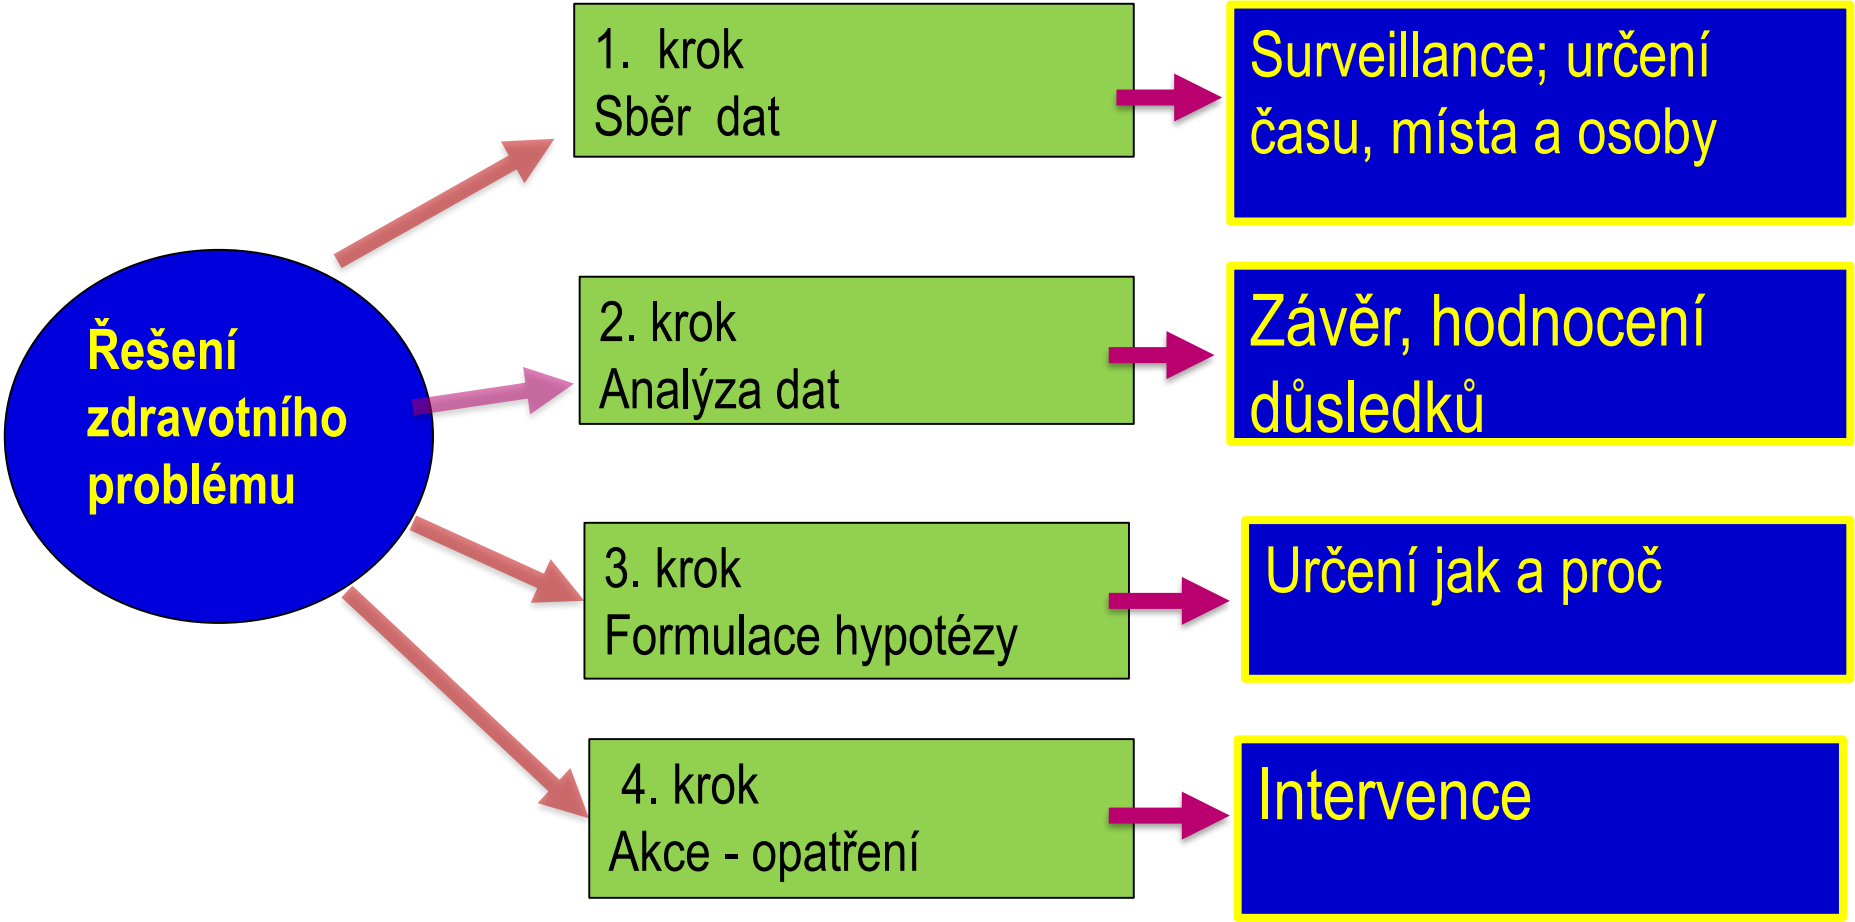 1. krok
Sběr dat
Surveillance; určení
času, místa a osoby
Řešení
zdravotního
problému
2. krok
Analýza dat
Závěr, hodnocení
důsledků
3. krok
Formulace hypotézy
Určení jak a proč
4. krok
Akce - opatření
Intervence